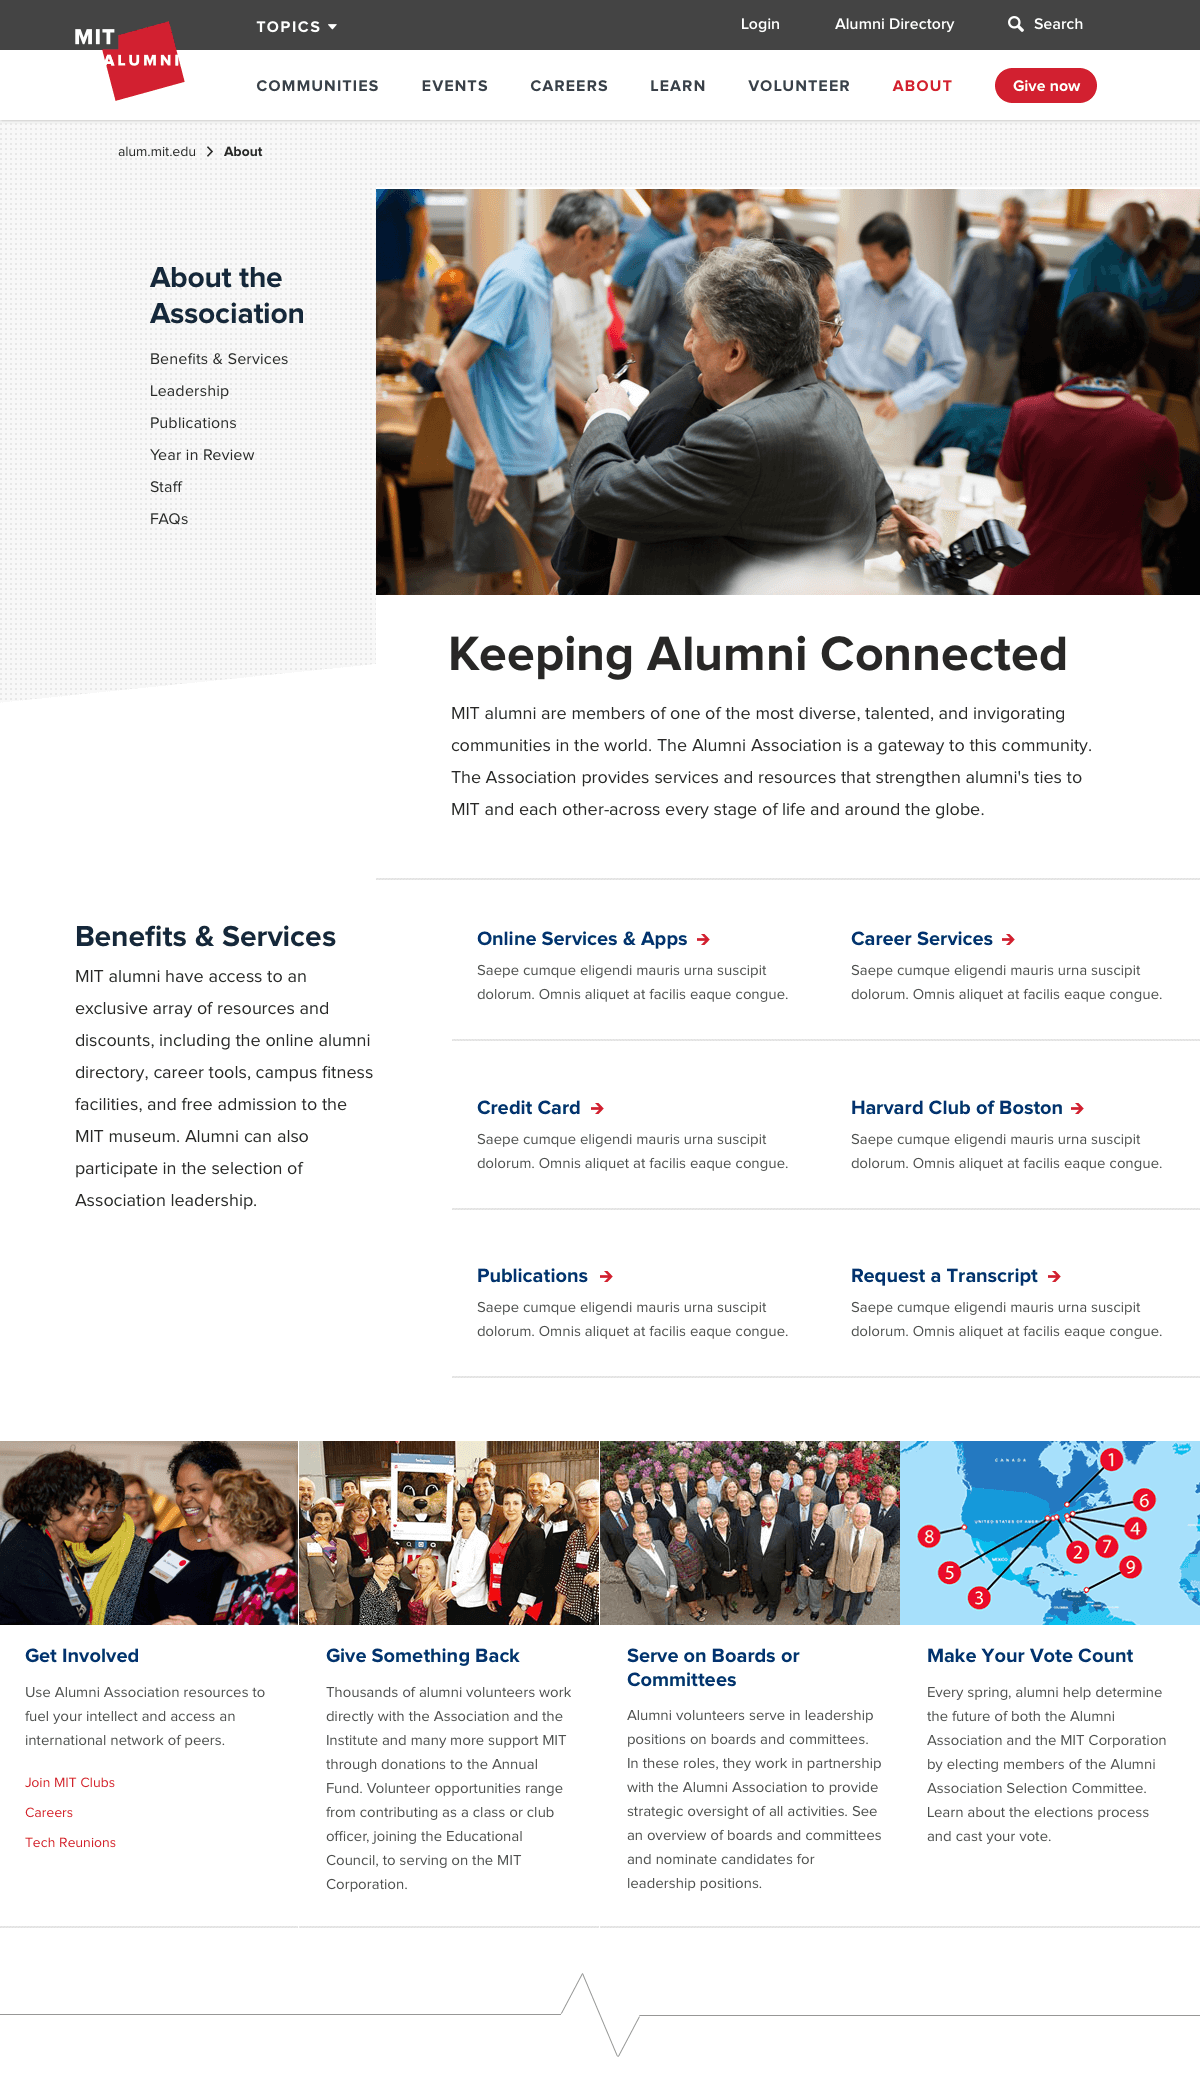 MIT
ALUMNI
TOPICS
Login
Alumni Directory
Search
COMMUNITIES
EVENTS
CAREERS
LEARN
VOLUNTEER
ABOUT
Give now
alum.mit.edu > About
About the
Association
Benefits & Services
Leadership
Publications
Year in Review
Staff
FAQs
Keeping Alumni Connected
MIT alumni are members of one of the most diverse, talented, and invigorating
communities in the world. The Alumni Association is a gateway to this community.
The Association provides services and resources that strengthen alumni's ties to
MIT and each other-across every stage of life and around the globe.
Benefits & Services
MIT alumni have access to an
exclusive array of resources and
discounts, including the online alumni
directory, career tools, campus fitness
facilities, and free admission to the
MIT museum. Alumni can also
participate in the selection of
Association leadership.
Online Services & Apps
Saepe cumque eligendi mauris urna suscipit
dolorum. Omnis aliquet at facilis eaque congue.
Career Services
Saepe cumque eligendi mauris urna suscipit
dolorum. Omnis aliquet at facilis eaque congue.
Credit Card
Saepe cumque eligendi mauris urna suscipit
dolorum. Omnis aliquet at facilis eaque congue.
Harvard Club of Boston
Saepe cumque eligendi mauris urna suscipit
dolorum. Omnis aliquet at facilis eaque congue.
Publications
Saepe cumque eligendi mauris urna suscipit
dolorum. Omnis aliquet at facilis eaque congue.
Request a Transcript
Saepe cumque eligendi mauris urna suscipit
dolorum. Omnis aliquet at facilis eaque congue.
Instagram
CANADA
UNITED STATES OF AMER
MEXICO
1
6
4
8
7
2
9
5
3
Get Involved
Use Alumni Association resources to
fuel your intellect and access an
international network of peers.
Join MIT Clubs
Careers
Tech Reunions
Give Something Back
Thousands of alumni volunteers work
directly with the Association and the
Institute and many more support MIT
through donations to the Annual
Fund. Volunteer opportunities range
from contributing as a class or club
officer, joining the Educational
Council, to serving on the MIT
Corporation.
Serve on Boards or
Committees
Alumni volunteers serve in leadership
positions on boards and committees.
In these roles, they work in partnership
with the Alumni Association to provide
strategic oversight of all activities. See
an overview of boards and committees
and nominate candidates for
leadership positions.
Make Your Vote Count
Every spring, alumni help determine
the future of both the Alumni
Association and the MIT Corporation
by electing members of the Alumni
Association Selection Committee.
Learn about the elections process
and cast your vote.